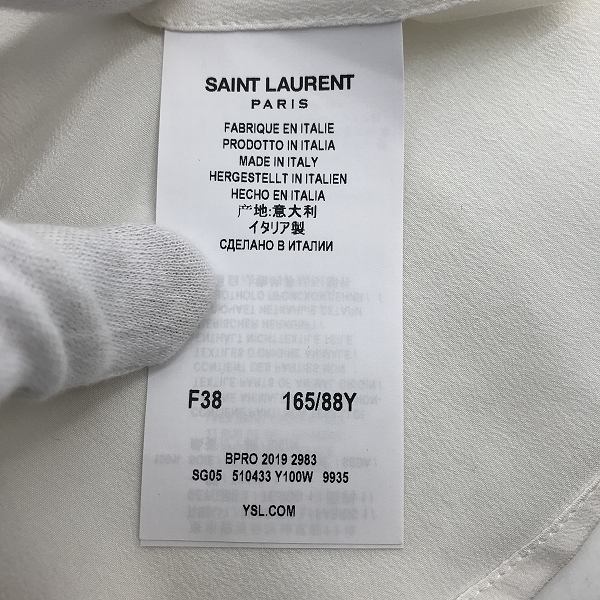 SAINT LAURENT
PARIS
FABRIQUE EN ITALIE
PRODOTTO IN ITALIA
MADE IN ITALY
HERGESTELLT IN ITALIEN
HECHO EN ITALIA
产地:意大利
イタリア製
СДЕЛАНО В ИТАЛИИ
F38 165/88Y
BPRO 2019 2983
SG05 510433 Y100W 9935
YSL.COM